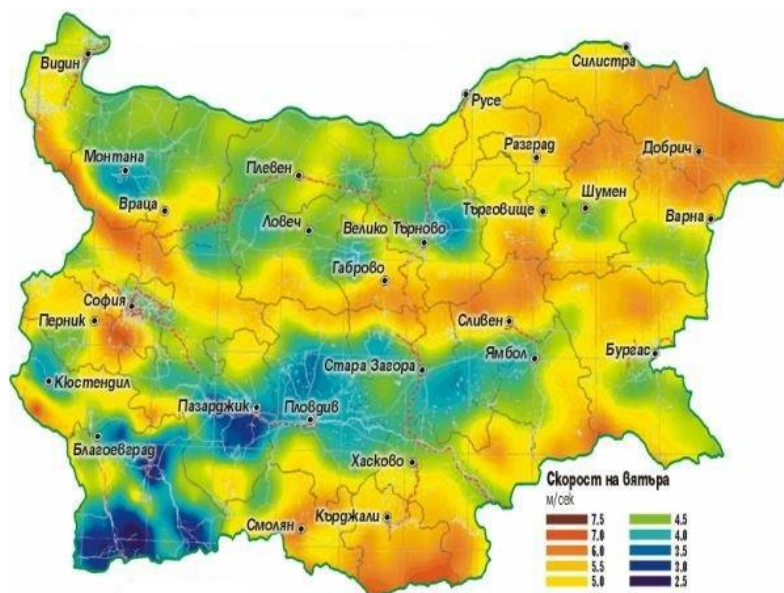 Видин
Силистра
Русе
Монтана
Плевен
Разград
Добрич
Враца
Ловеч
Велико Търново
Търговище
Шумен
Варна
Габрово
София
Перник
Сливен
Ямбол
Бургас
Кюстендил
Стара Загора
Пазарджик
Пловдив
Благоевград
Хасково
Смолян
Кърджали
Скорост на вятъра
м/сек
7.5 4.5
7.0 4.0
6.0 3.5
5.5 3.0
5.0 2.5